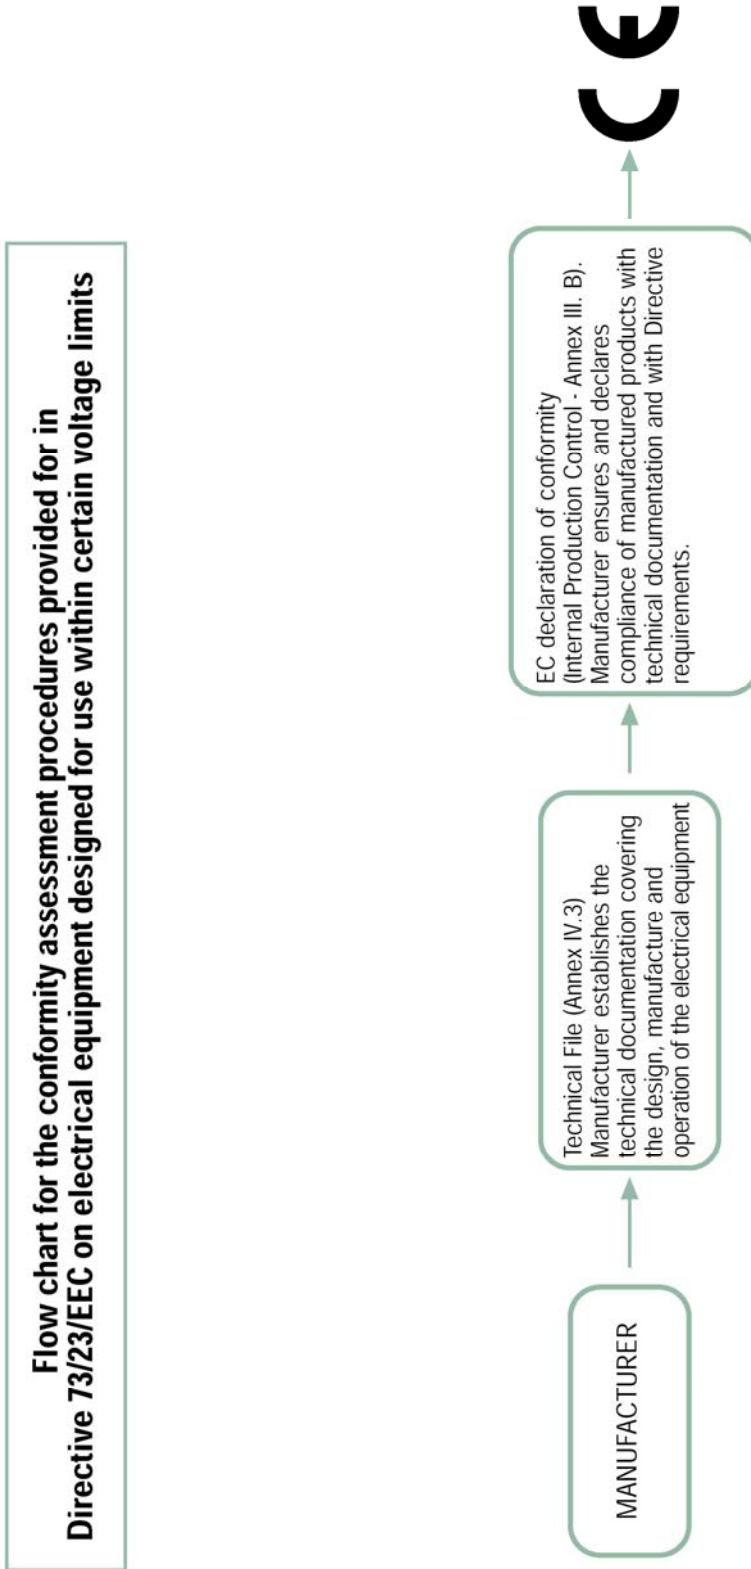 Flow chart for the conformity assessment procedures provided for in
Directive 73/23/EEC on electrical equipment designed for use within certain voltage limits
MANUFACTURER
Technical File (Annex IV.3)
Manufacturer establishes the
technical documentation covering
the design, manufacture and
operation of the electrical equipment
EC declaration of conformity
(Internal Production Control - Annex III. B).
Manufacturer ensures and declares
compliance of manufactured products with
technical documentation and with Directive
requirements.
CE